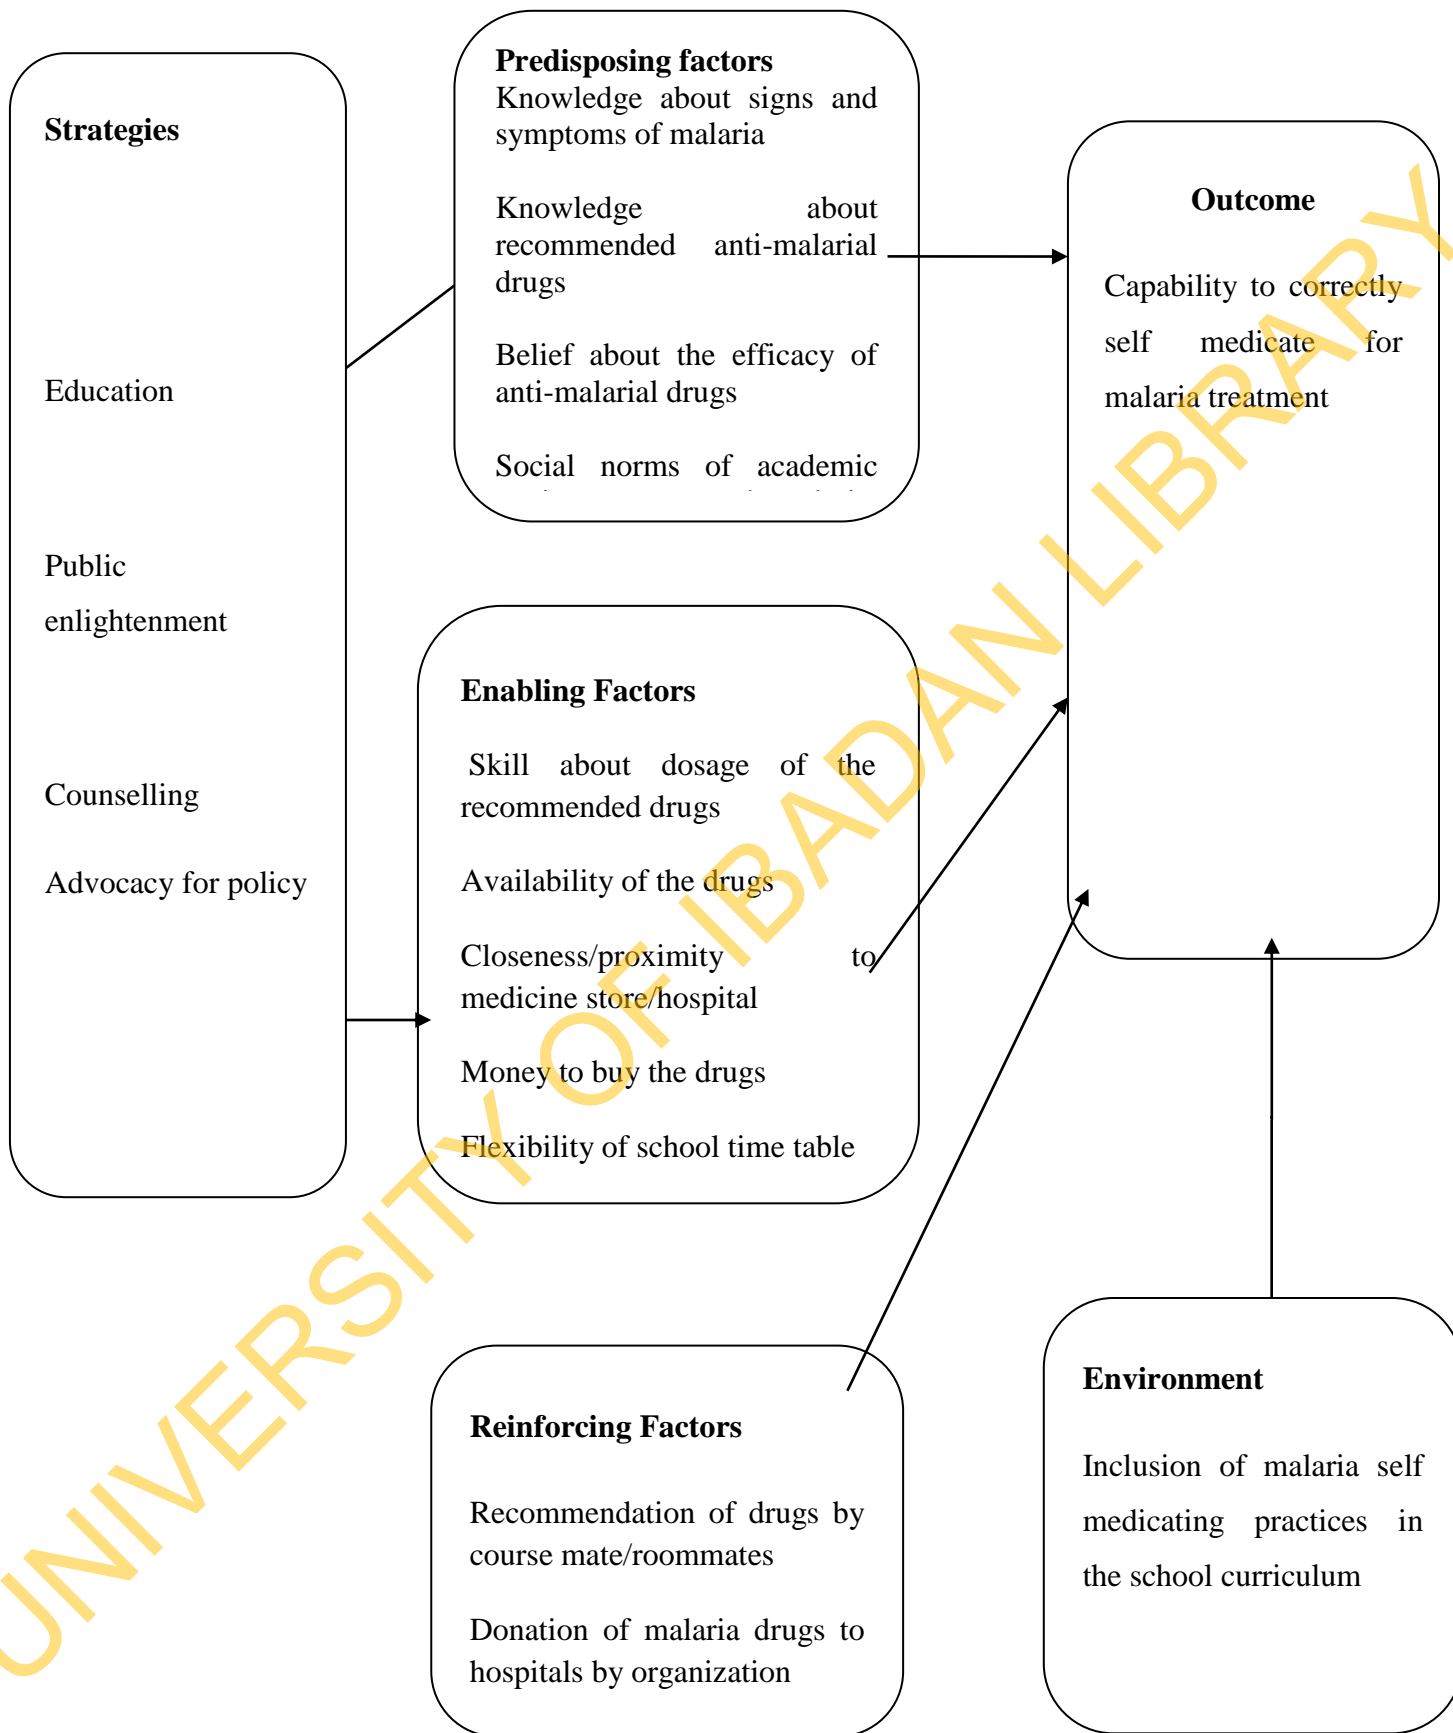 Strategies
Education
Public
enlightenment
Counselling
Advocacy for policy
Predisposing factors
Knowledge about signs and
symptoms of malaria
Knowledge about
recommended anti-malarial
drugs
Belief about the efficacy of
anti-malarial drugs
Social norms of academic
Enabling Factors
Skill about dosage of the
recommended drugs
Availability of the drugs
Closeness/proximity to
medicine store/hospital
Money to buy the drugs
Flexibility of school time table
Reinforcing Factors
Recommendation of drugs by
course mate/roommates
Donation of malaria drugs to
hospitals by organization
Outcome
Capability to correctly
self medicate for
malaria treatment
Environment
Inclusion of malaria self
medicating practices in
the school curriculum
UNIVERSITY OF IBADAN LIBRARY